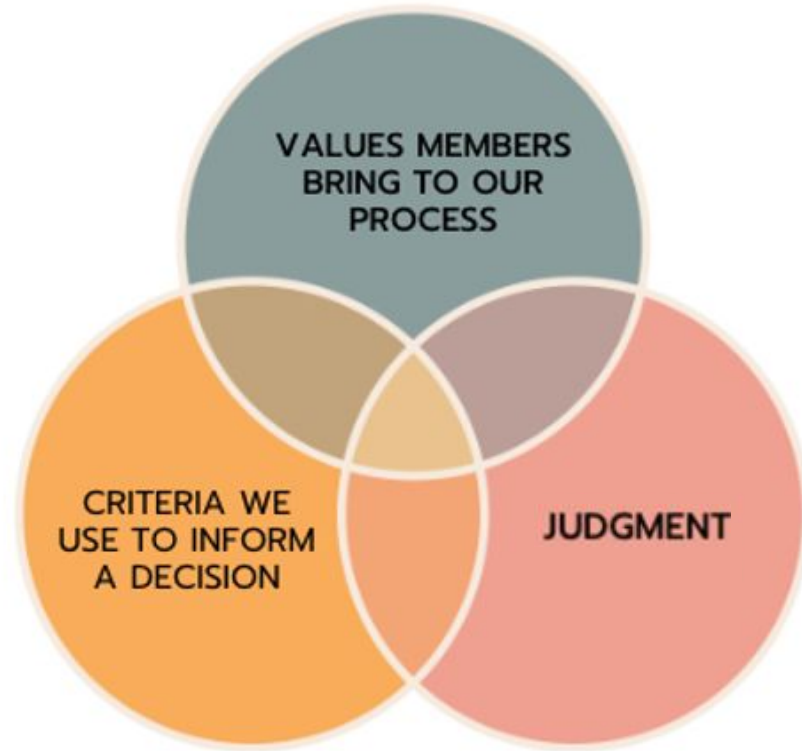 VALUES MEMBERS
BRING TO OUR
PROCESS
CRITERIA WE
USE TO INFORM
A DECISION
JUDGMENT